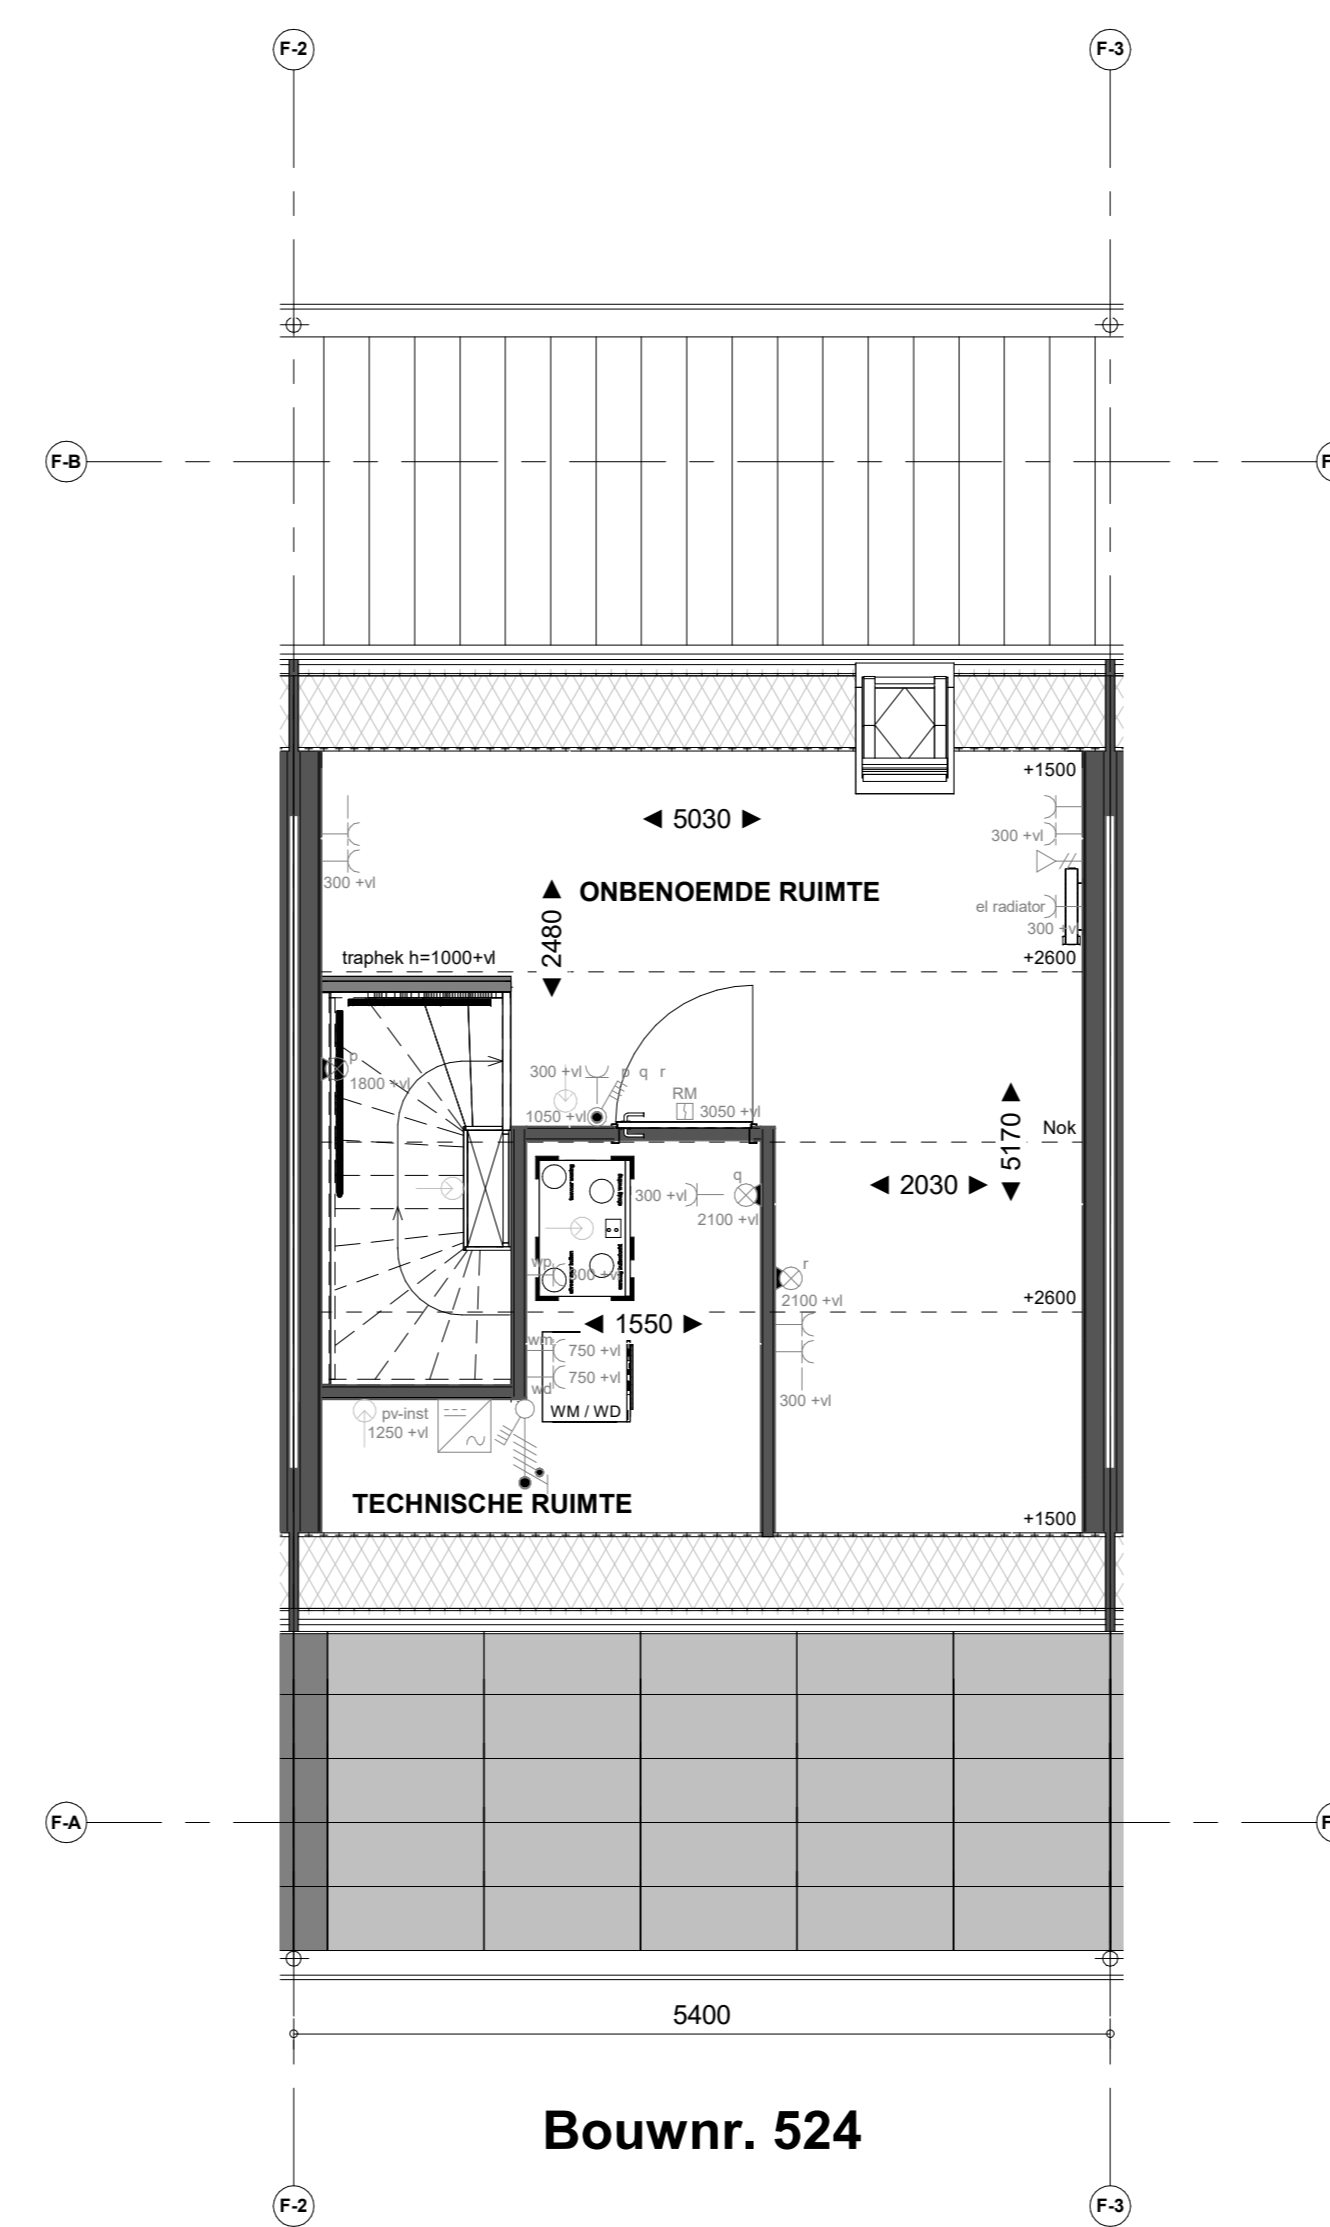 F-2
F-3
F-B
F
+1500
5030
300 +vl
300 +vl
ONBENOEMDE RUIMTE
el radiator
2480
300 +v
traphek h=1000+vl
+2600
p
1800 +vl
300 +vl
p q r
RM
1050 +vl
3050 +vl
Nok
5170
q
300 +vl
2030
2100 +vl
wp
300 +vl
r
2100 +vl
+2600
1550
wm
750 +vl
750 +vl
wd
300 +vl
pv-inst
WM / WD
1250 +vl
TECHNISCHE RUIMTE
+1500
F-A
F
5400
Bouwnr. 524
F-2
F-3